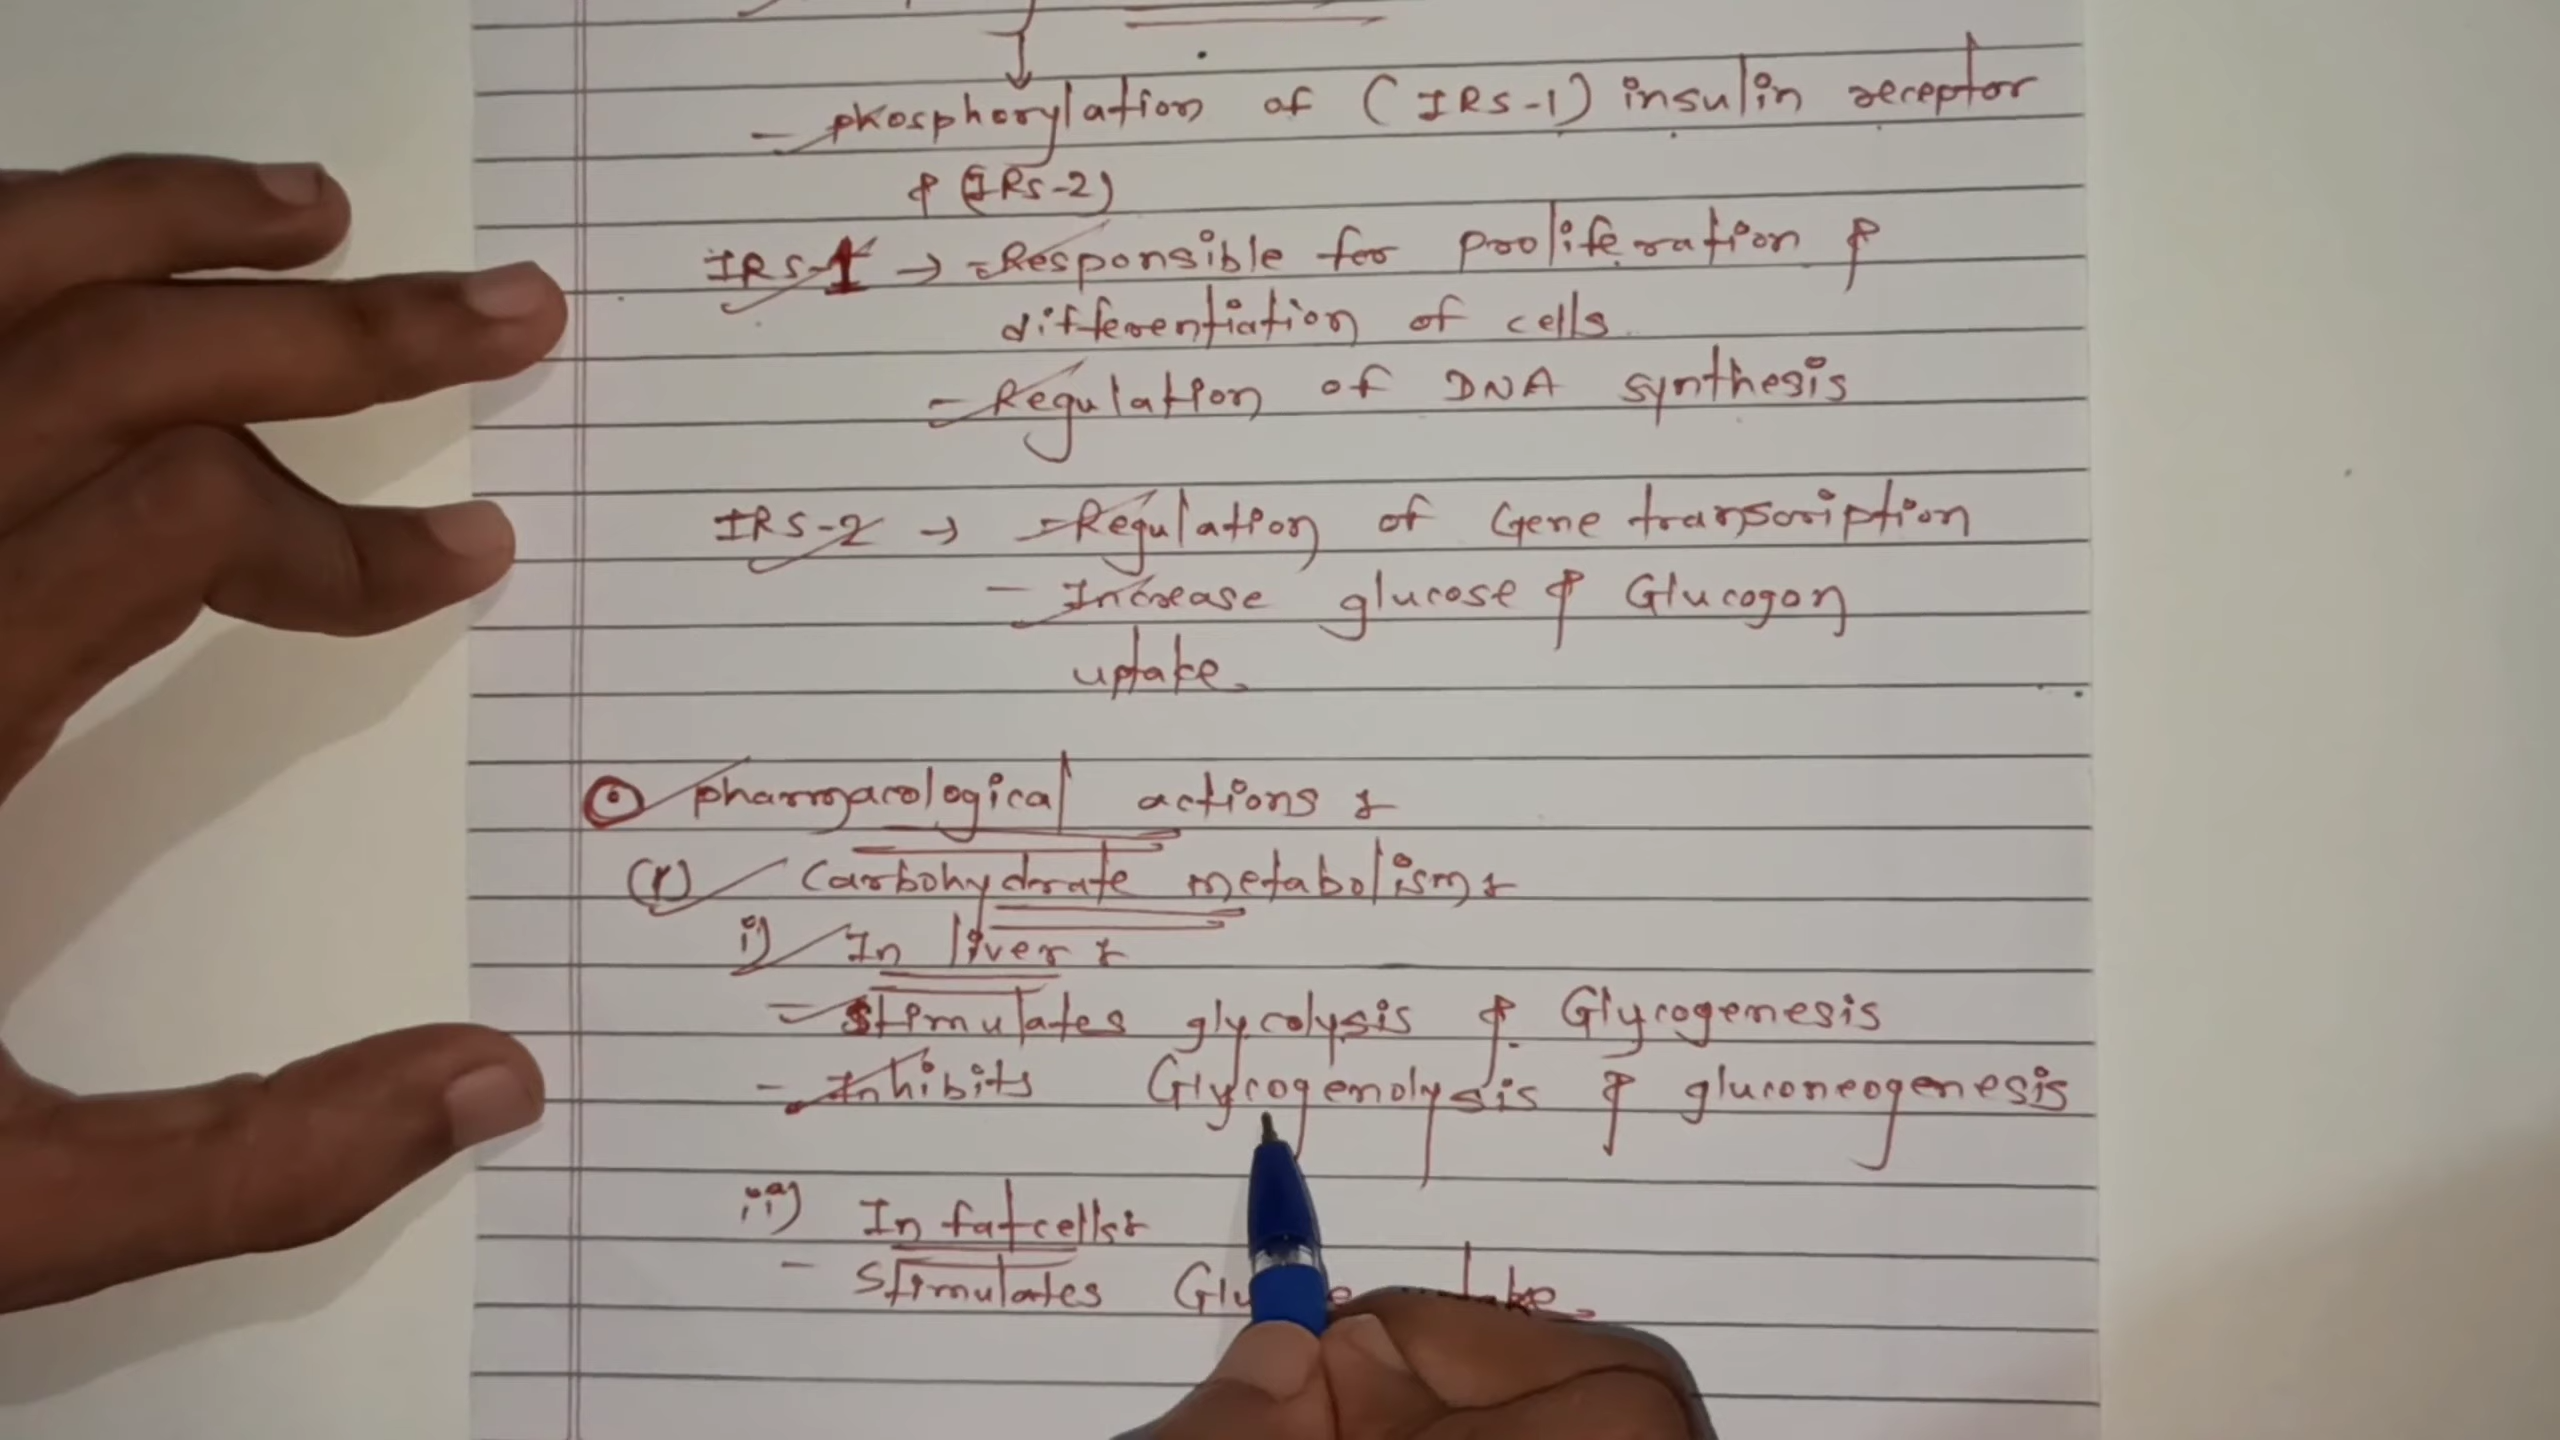 - phosphorylation of (IRS-1) insulin receptor
& (IRS-2)
IRS-1 → - Responsible for proliferation &
differentiation of cells.
- Regulation of DNA synthesis
IRS-2 → - Regulation of Gene transcription
- Increase glucose & Glucogon
uptake.
pharmacological actions :
(1) Carbohydrate metabolism :
i) In liver :
- Stimulates glycolysis & Glycogenesis
- Inhibits Glycogenolysis & gluconeogenesis
ii) In fat cells :
- Stimulates